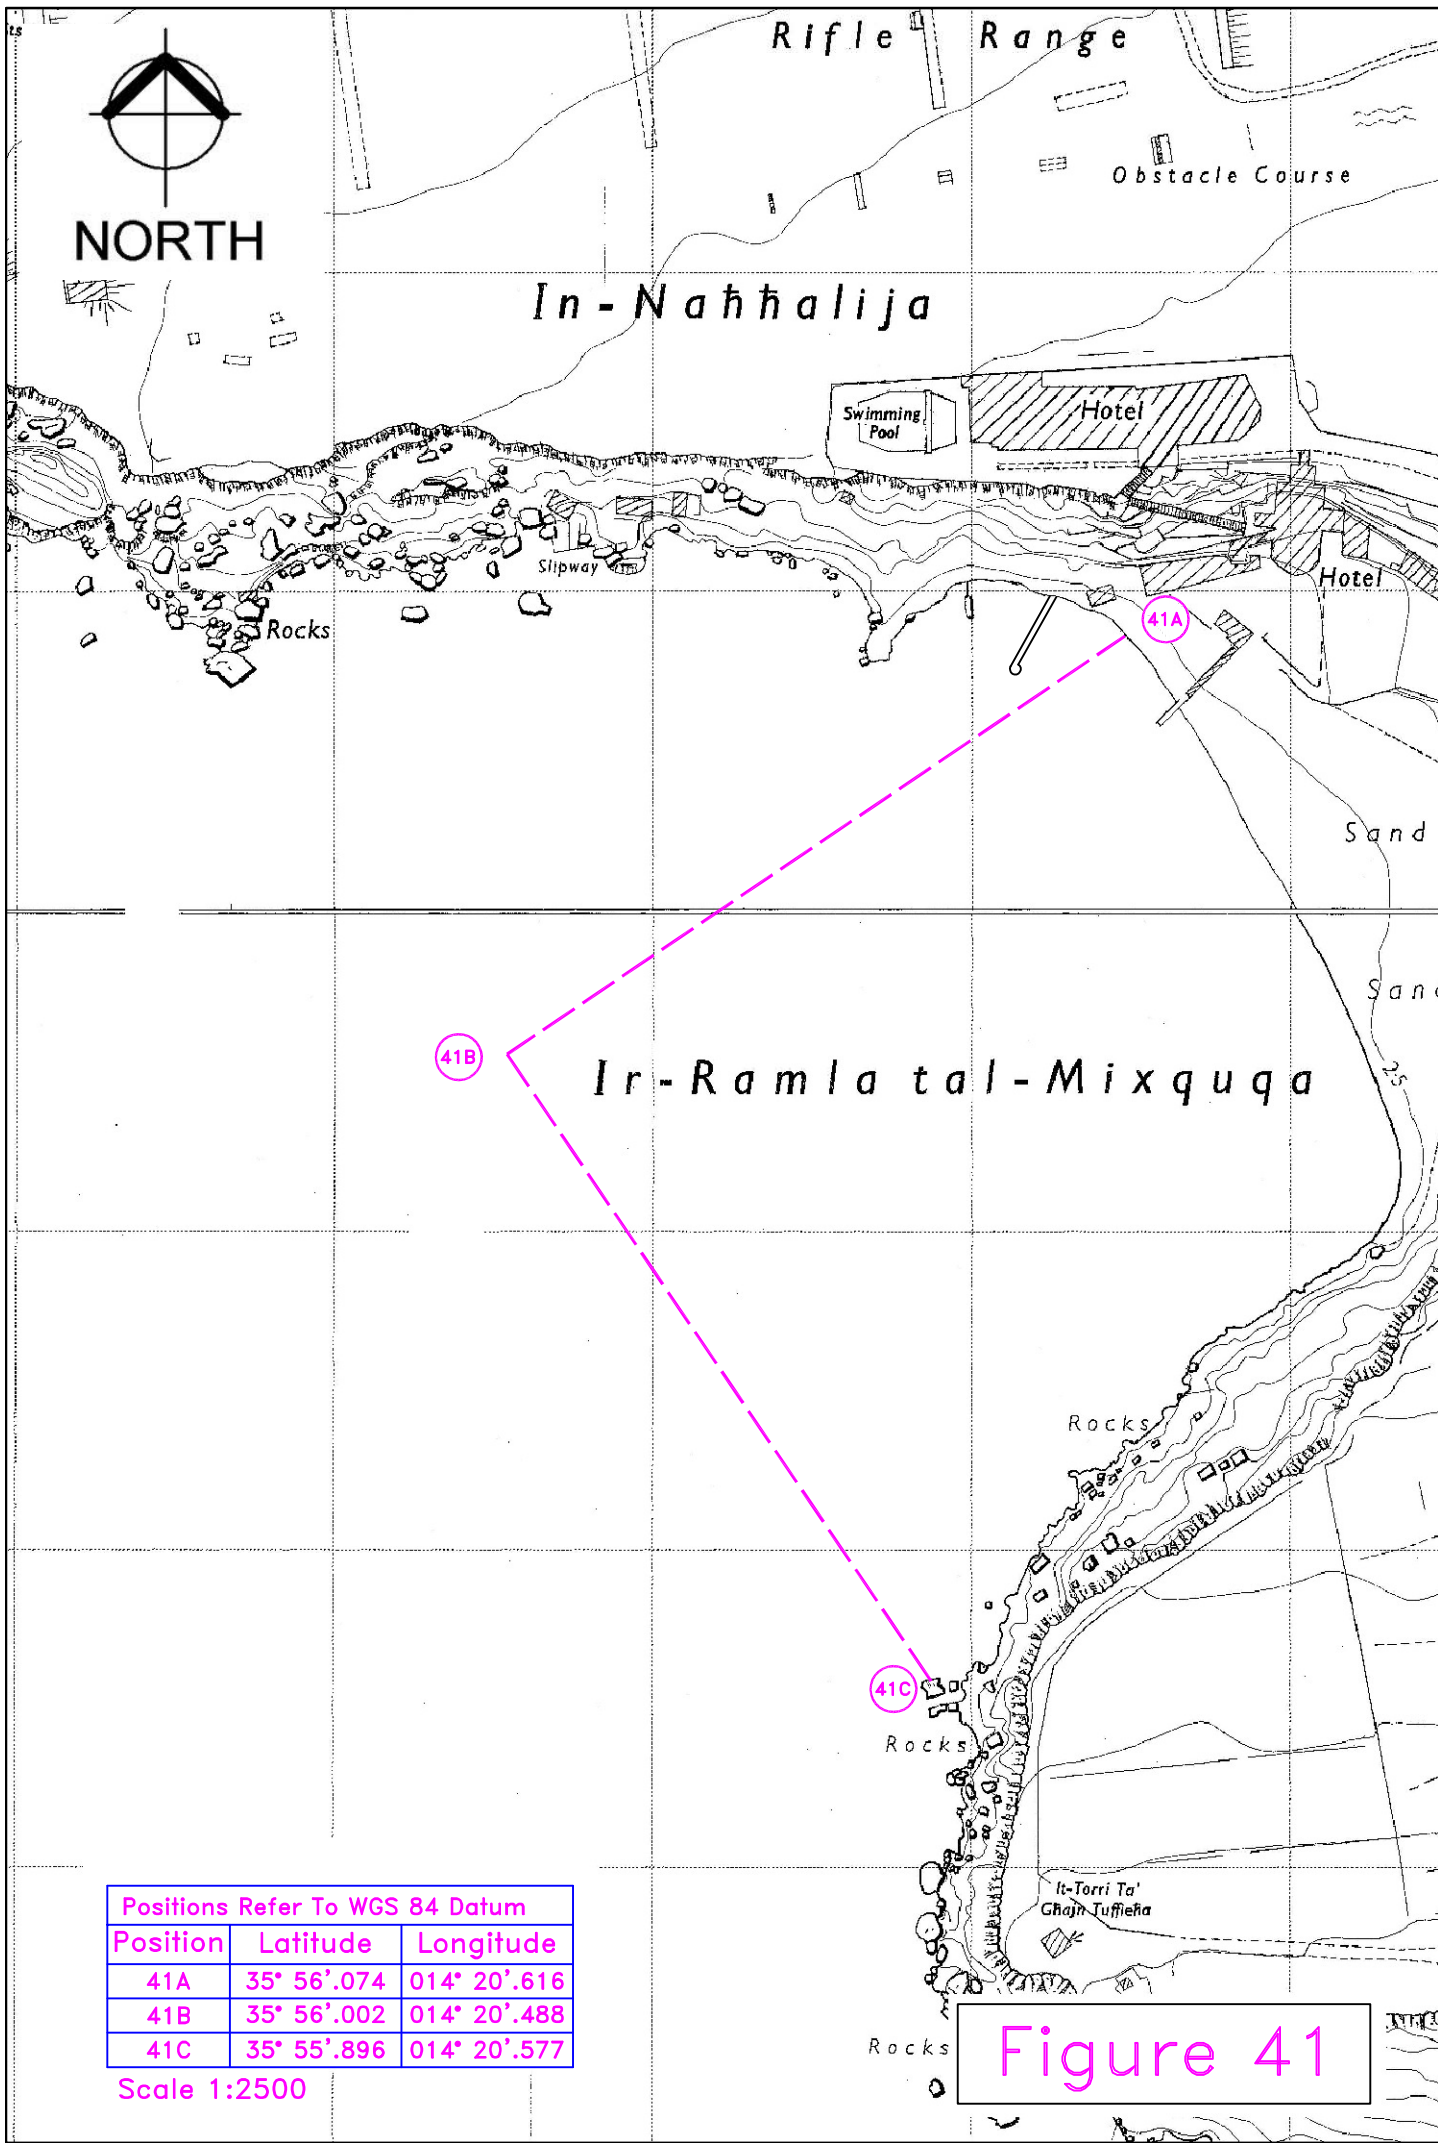 ts
Rifle Range
Obstacle Course
NORTH
In-Naħħalija
Swimming
Pool
Hotel
Slipway
Hotel
41A
Rocks
Sand
Sand
41B
Ir-Ramla tal-Mixquqa
25
Rocks
41C
Rocks
It-Torri Ta'
Għajn Tuffieħa
Positions Refer To WGS 84 Datum
Position Latitude Longitude
41A 35° 56'.074 014° 20'.616
41B 35° 56'.002 014° 20'.488
41C 35° 55'.896 014° 20'.577
Scale 1:2500
Rocks
Figure 41